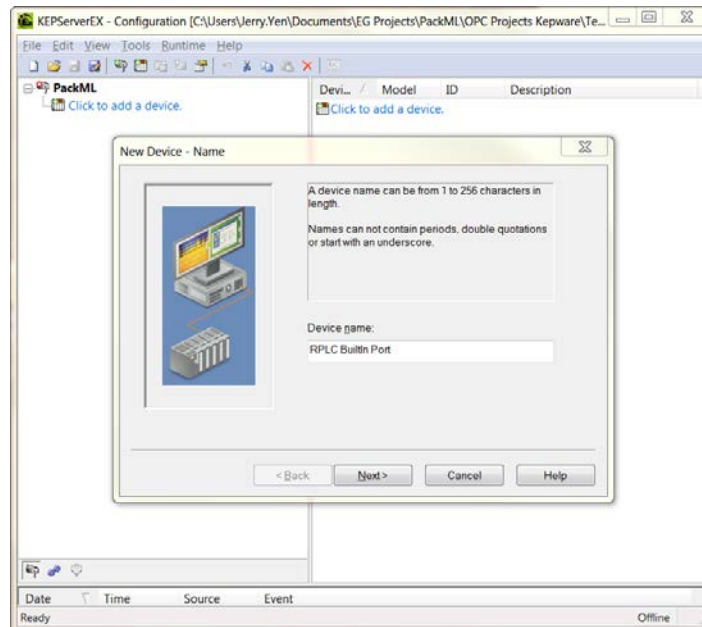 KEPServerEX - Configuration [C:\Users\Jerry.Yen\Documents\EG Projects\PackML\OPC Projects Kepware\Te...
File Edit View Tools Runtime Help
PackML
Click to add a device.
Devi... Model ID Description
Click to add a device.
New Device - Name
A device name can be from 1 to 256 characters in
length.
Names can not contain periods, double quotations
or start with an underscore.
Device name:
RPLC BuiltIn Port
< Back Next > Cancel Help
Date Time Source Event
Ready Offline